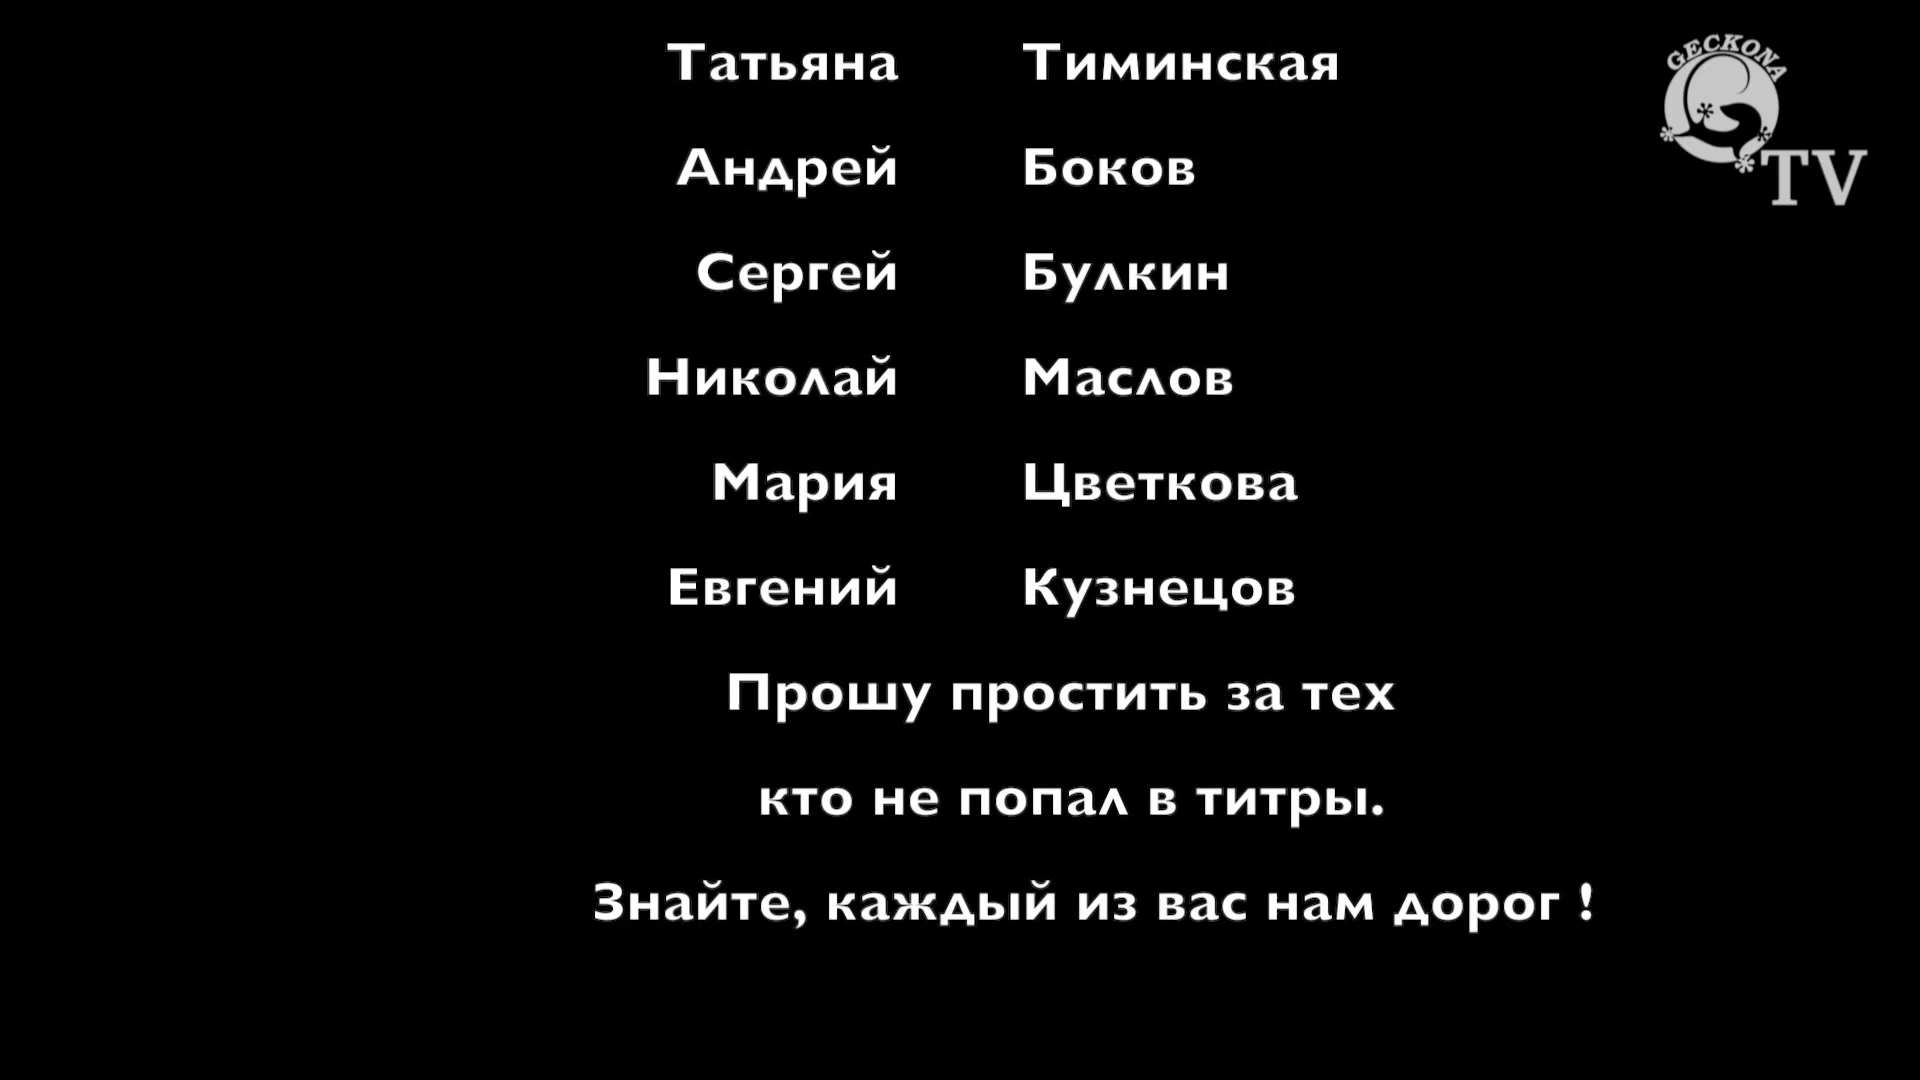 Татьяна Тиминская
GECKONA
TV
Андрей Боков
Сергей Булкин
Николай Маслов
Мария Цветкова
Евгений Кузнецов
Прошу простить за тех
кто не попал в титры.
Знайте, каждый из вас нам дорог !